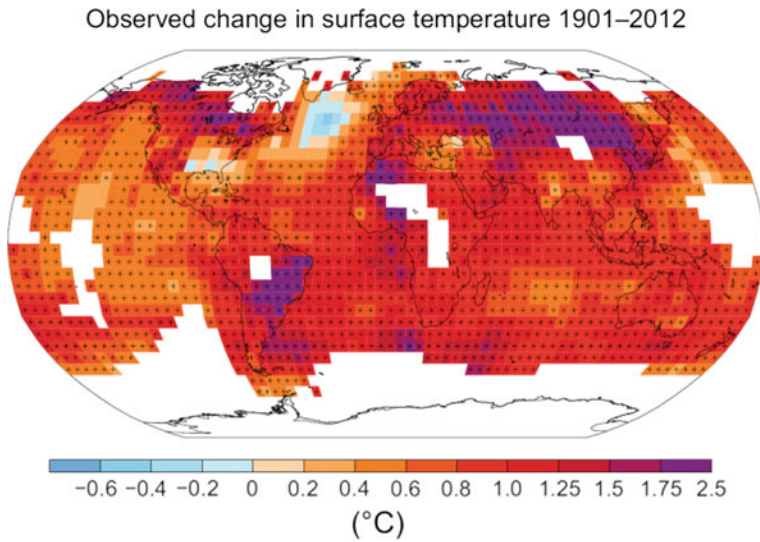 Observed change in surface temperature 1901–2012
−0.6 −0.4 −0.2 0 0.2 0.4 0.6 0.8 1.0 1.25 1.5 1.75 2.5
(°C)